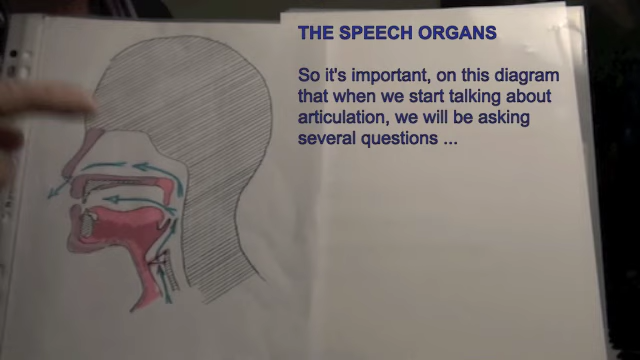 THE SPEECH ORGANS
So it's important, on this diagram
that when we start talking about
articulation, we will be asking
several questions ...